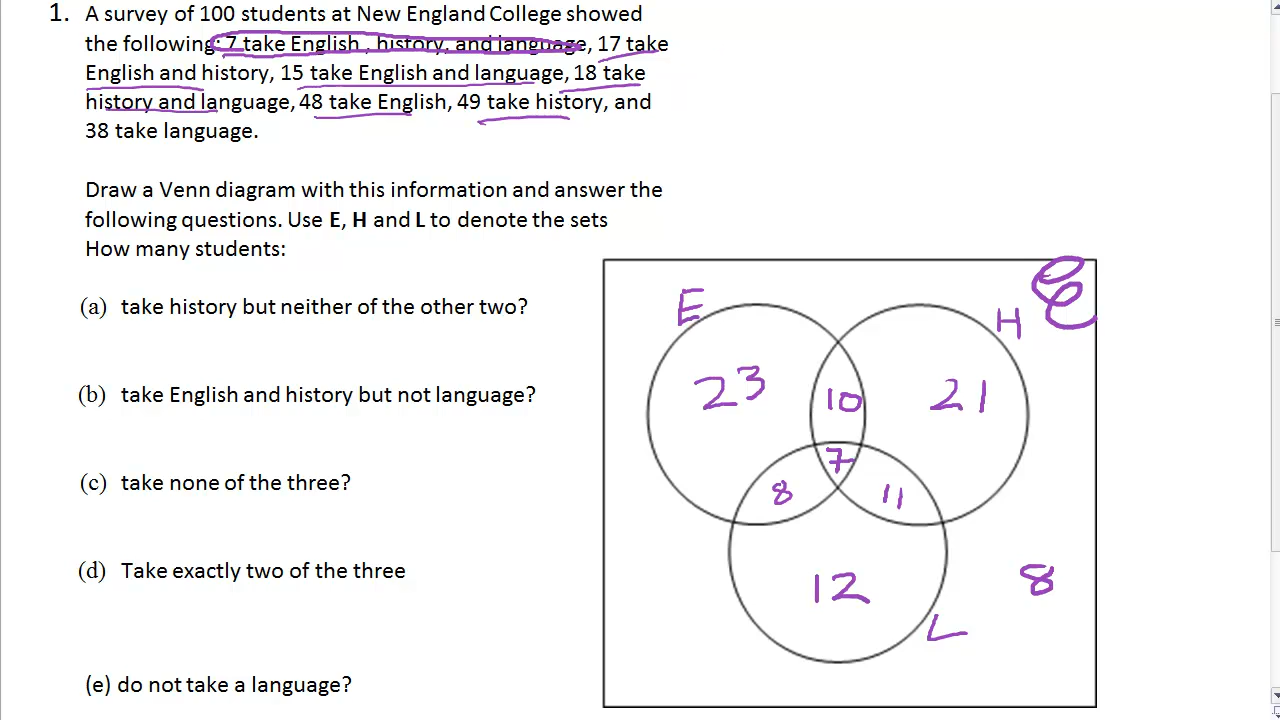 1. A survey of 100 students at New England College showed
the following: 7 take English , history, and language, 17 take
English and history, 15 take English and language, 18 take
history and language, 48 take English, 49 take history, and
38 take language.
Draw a Venn diagram with this information and answer the
following questions. Use E, H and L to denote the sets
How many students:
(a) take history but neither of the other two?
(b) take English and history but not language?
(c) take none of the three?
(d) Take exactly two of the three
(e) do not take a language?
E
H
23
10
21
7
8
11
12
8
L